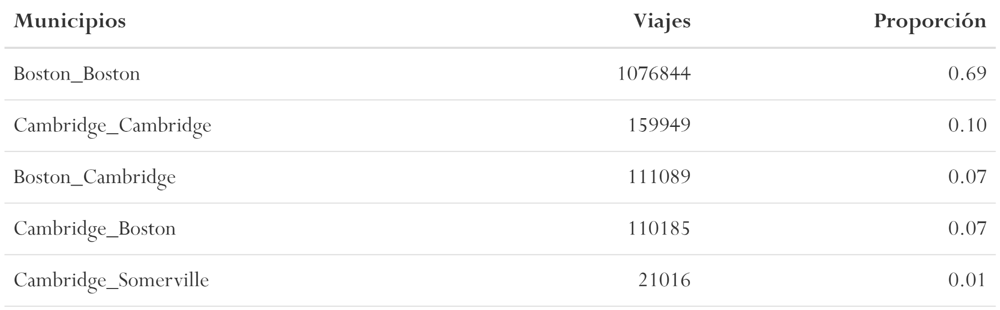 Municipios Viajes Proporción
Boston_Boston 1076844 0.69
Cambridge_Cambridge 159949 0.10
Boston_Cambridge 111089 0.07
Cambridge_Boston 110185 0.07
Cambridge_Somerville 21016 0.01